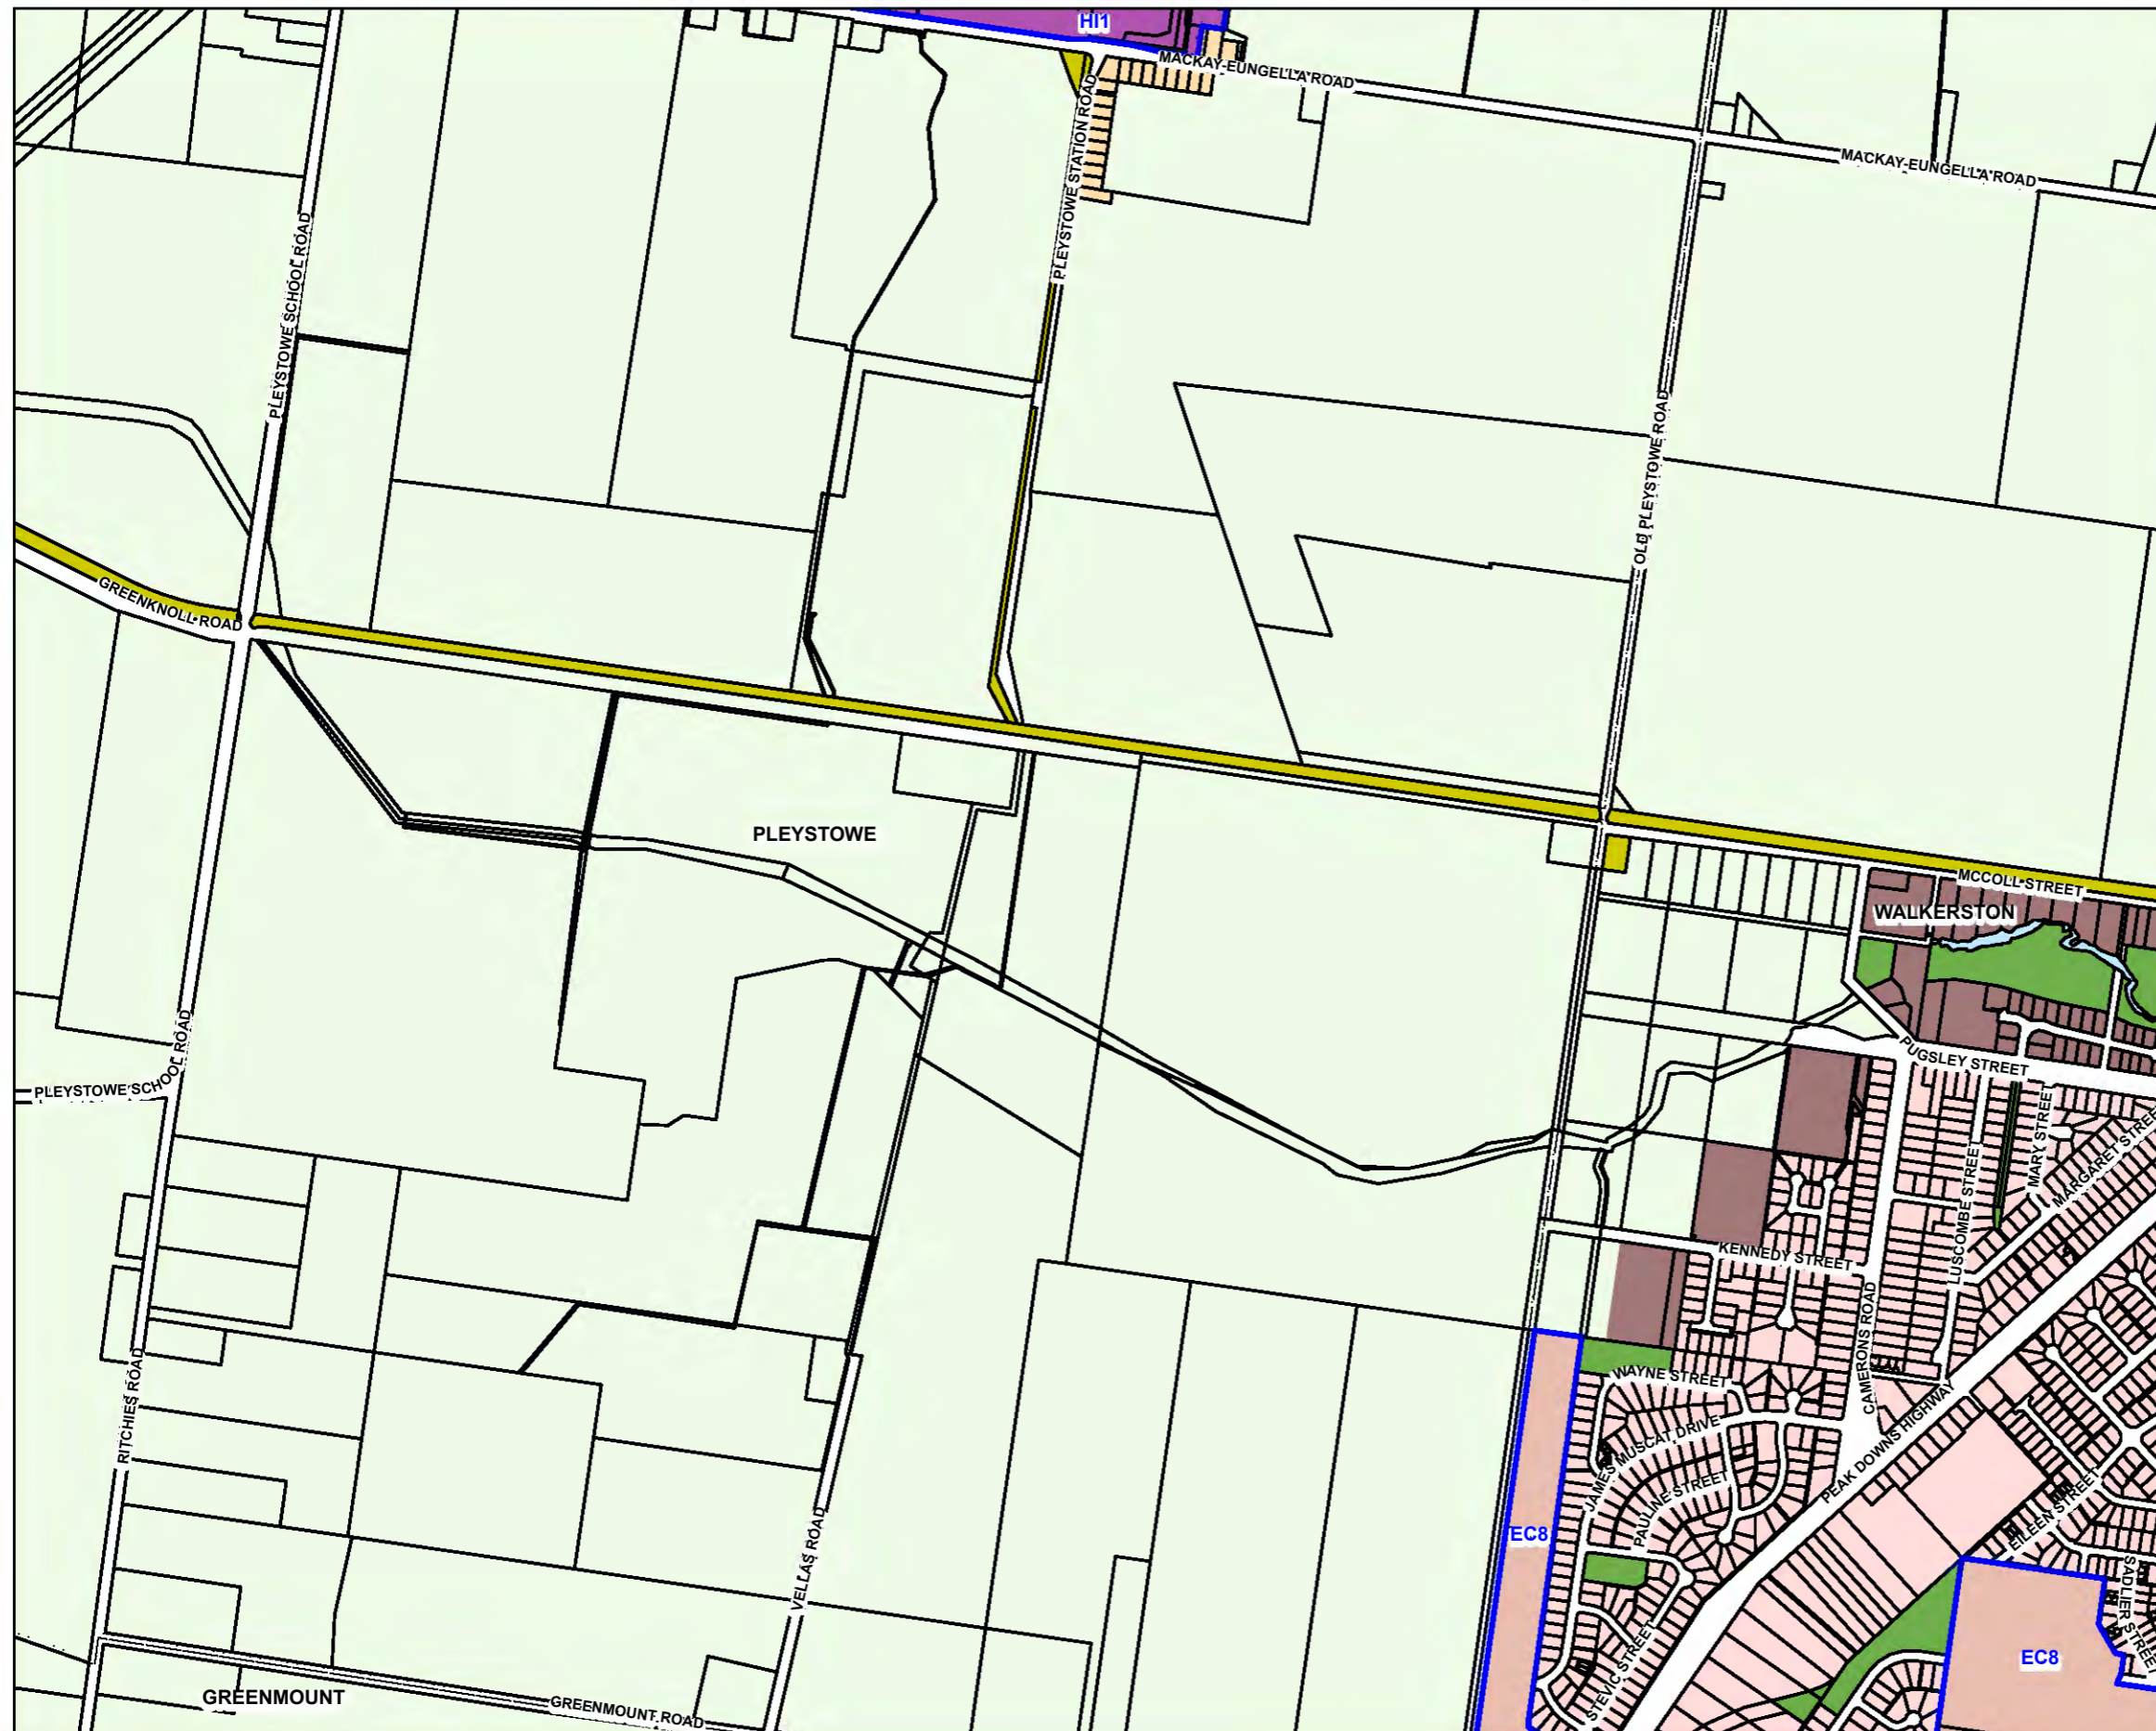 HI1
MACKAY-EUNGELLA ROAD
MACKAY-EUNGELLA ROAD
PLEYSTOWE STATION ROAD
PLEYSTOWE SCHOOL ROAD
OLD PLEYSTOWE ROAD
GREENKNOLL ROAD
PLEYSTOWE
MCCOLL STREET
WALKERSTON
PUGSLEY STREET
PLEYSTOWE SCHOOL ROAD
MARY STREET
MARGARET STREET
LUSCOMBE STREET
KENNEDY STREET
CAMERONS ROAD
RITCHIES ROAD
WAYNE STREET
JAMES MUSCAT DRIVE
PAULINE STREET
PEAK DOWNS HIGHWAY
EILEEN STREET
EC8
VELLAS ROAD
SADLIER STREET
STEVIC STREET
EC8
GREENMOUNT
GREENMOUNT ROAD